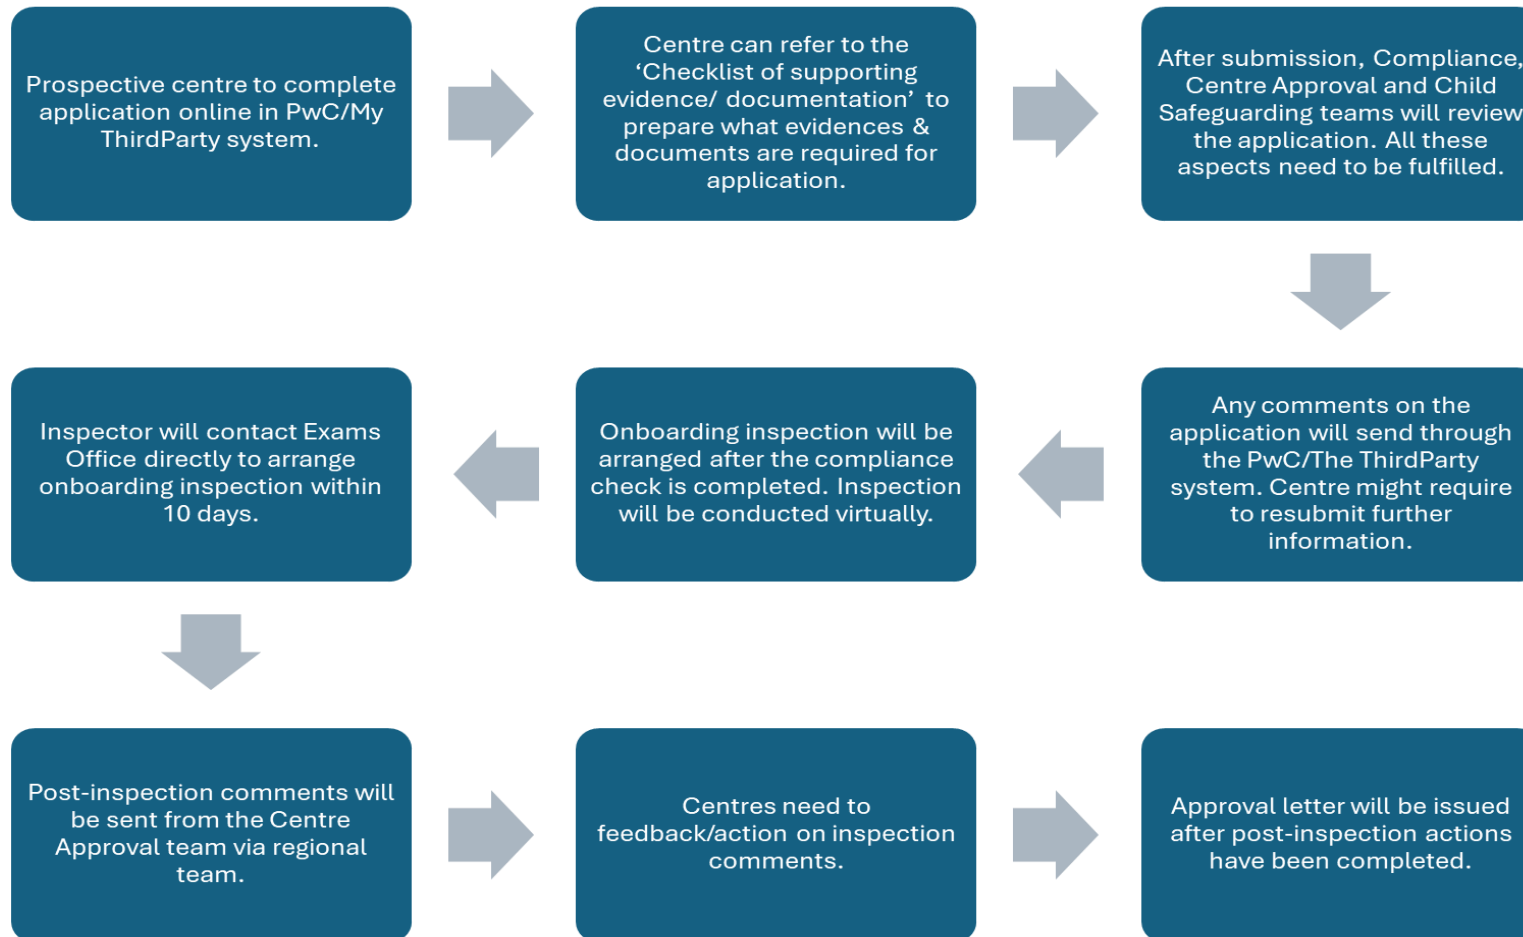 Prospective centre to complete
application online in PwC/My
ThirdParty system.
Centre can refer to the
‘Checklist of supporting
evidence/ documentation’ to
prepare what evidences &
documents are required for
application.
After submission, Compliance,
Centre Approval and Child
Safeguarding teams will review
the application. All these
aspects need to be fulfilled.
Any comments on the
application will send through
the PwC/The ThirdParty
system. Centre might require
to resubmit further
information.
Onboarding inspection will be
arranged after the compliance
check is completed. Inspection
will be conducted virtually.
Inspector will contact Exams
Office directly to arrange
onboarding inspection within
10 days.
Post-inspection comments will
be sent from the Centre
Approval team via regional
team.
Centres need to
feedback/action on inspection
comments.
Approval letter will be issued
after post-inspection actions
have been completed.